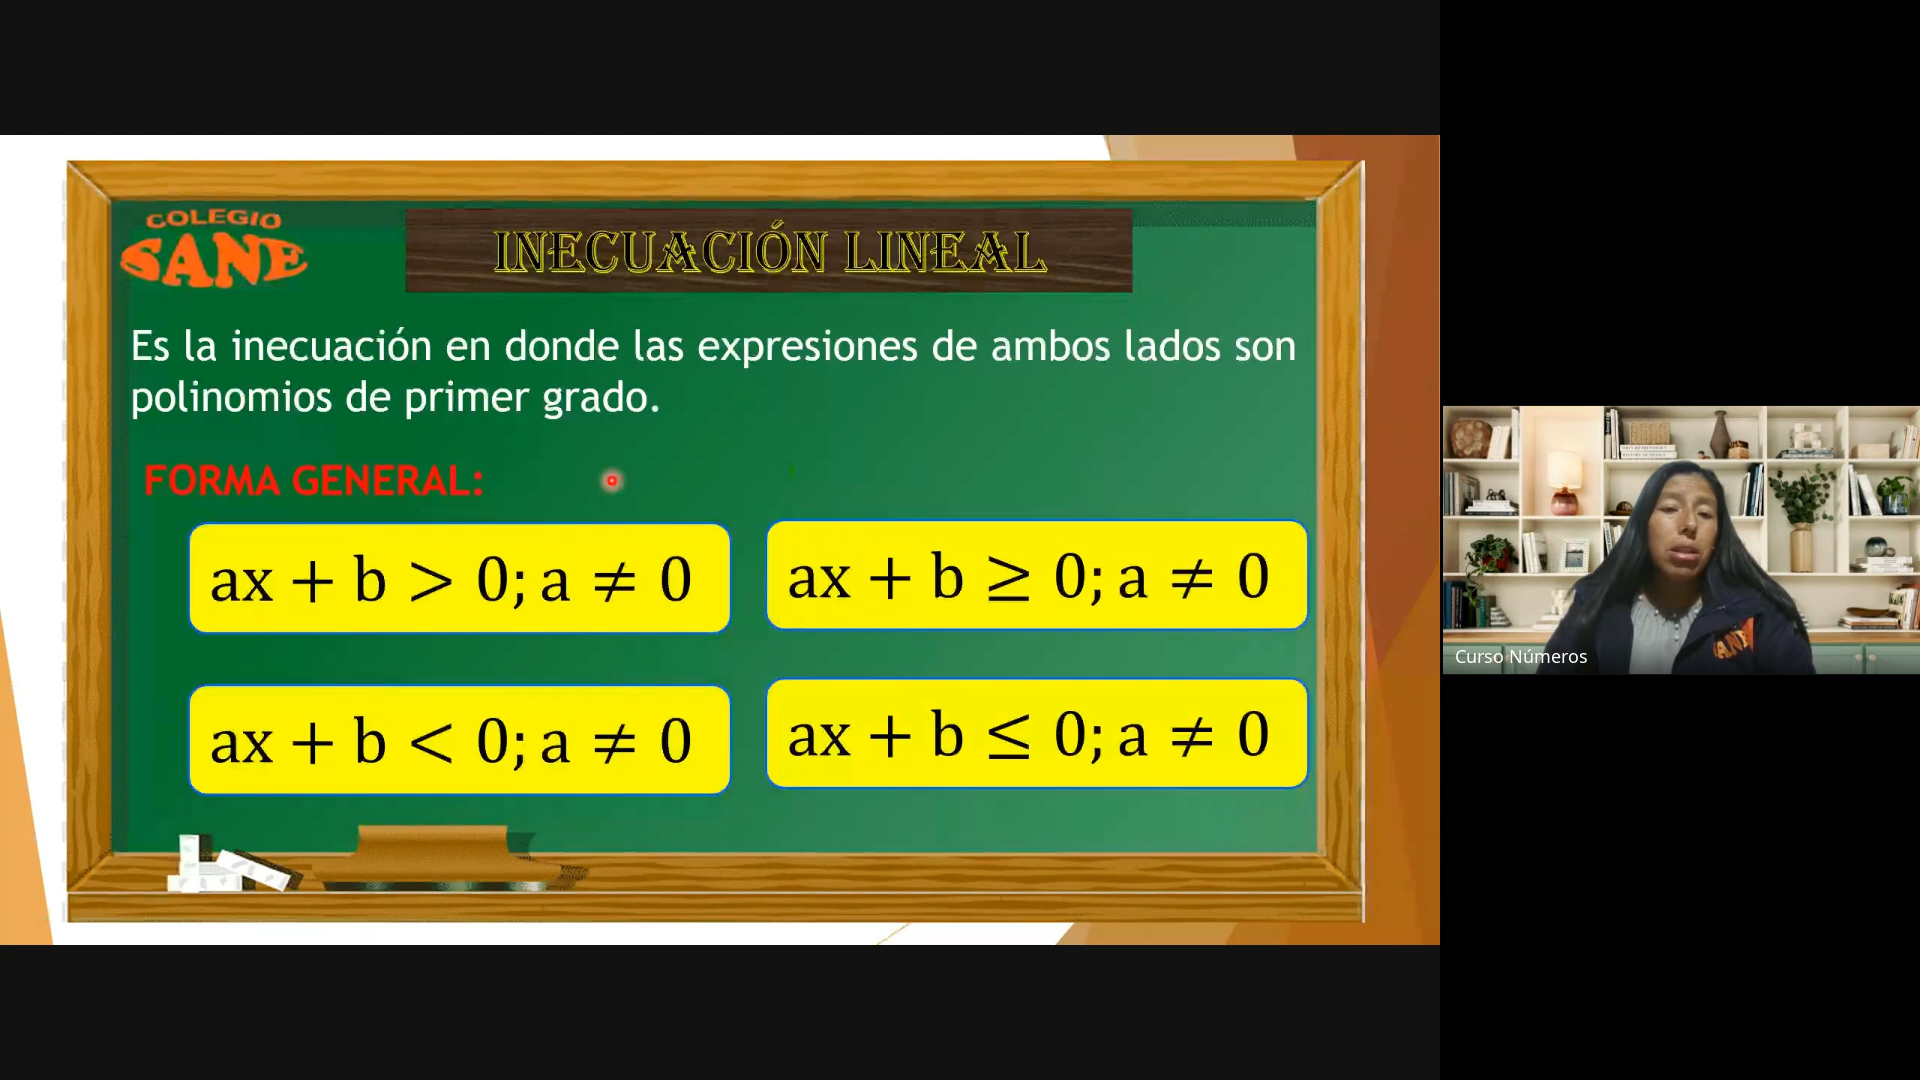 COLEGIO
SANE
INECUACIÓN LINEAL
Es la inecuación en donde las expresiones de ambos lados son
polinomios de primer grado.
FORMA GENERAL:
ax + b > 0; a ≠ 0
ax + b ≥ 0; a ≠ 0
ax + b < 0; a ≠ 0
ax + b ≤ 0; a ≠ 0
Curso Números
SANE